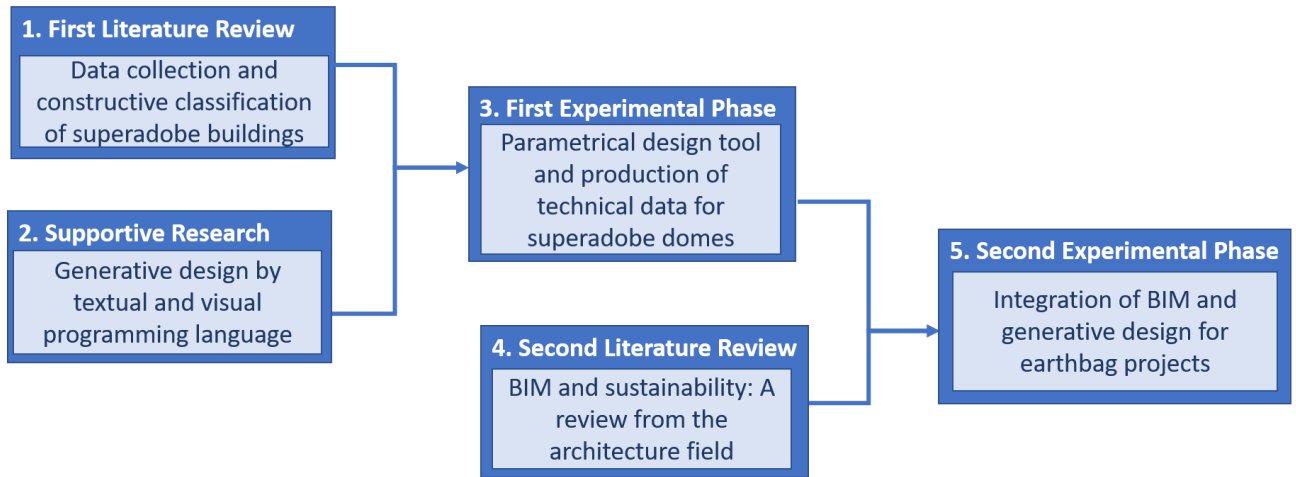 1. First Literature Review
Data collection and
constructive classification
of superadobe buildings
2. Supportive Research
Generative design by
textual and visual
programming language
3. First Experimental Phase
Parametrical design tool
and production of
technical data for
superadobe domes
4. Second Literature Review
BIM and sustainability: A
review from the
architecture field
5. Second Experimental Phase
Integration of BIM and
generative design for
earthbag projects